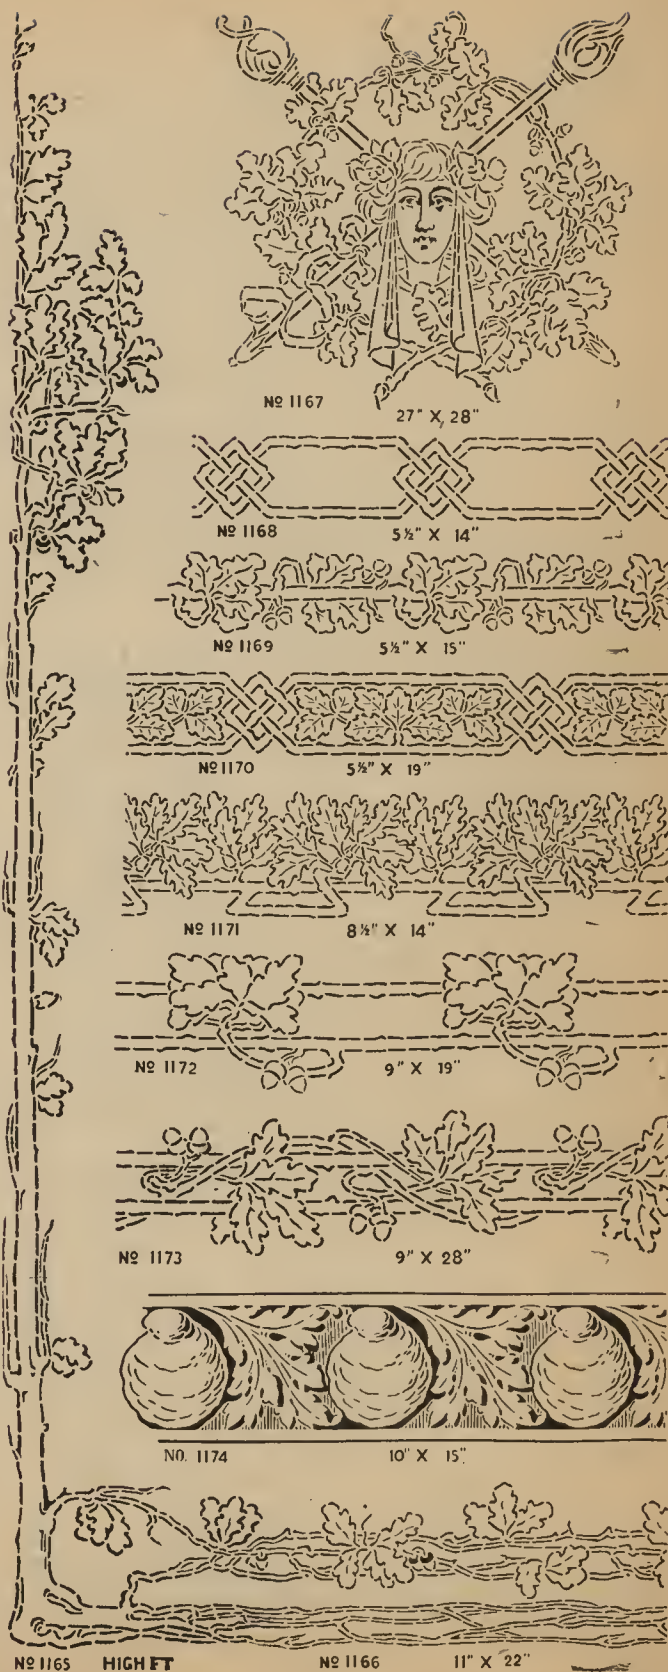 Nº 1167 27" X 28"
Nº 1168 5½" X 14"
Nº 1169 5½" X 15"
Nº 1170 5½" X 19"
Nº 1171 8½" X 14"
Nº 1172 9" X 19"
Nº 1173 9" X 28"
NO. 1174 10" X 15"
Nº 1165 HIGH FT Nº 1166 11" X 22"